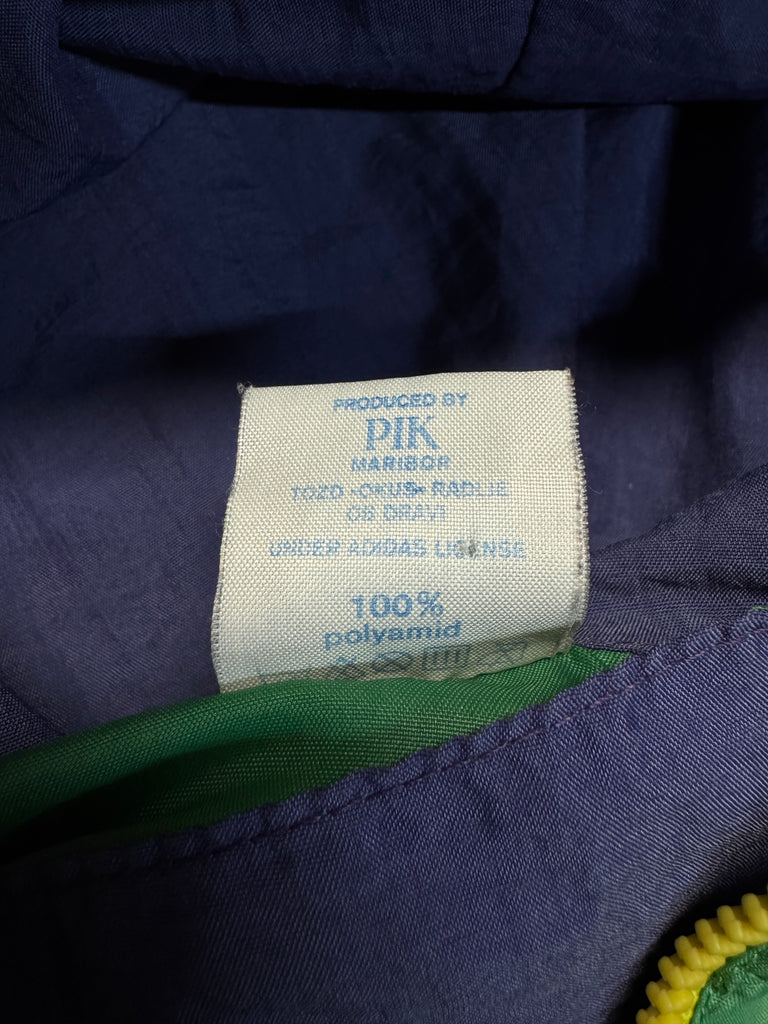 PRODUCED BY
PIK
MARIBOR
TOZD »OKUS« RADLJE
OB DRAVI
UNDER ADIDAS LICENSE
100%
polyamid